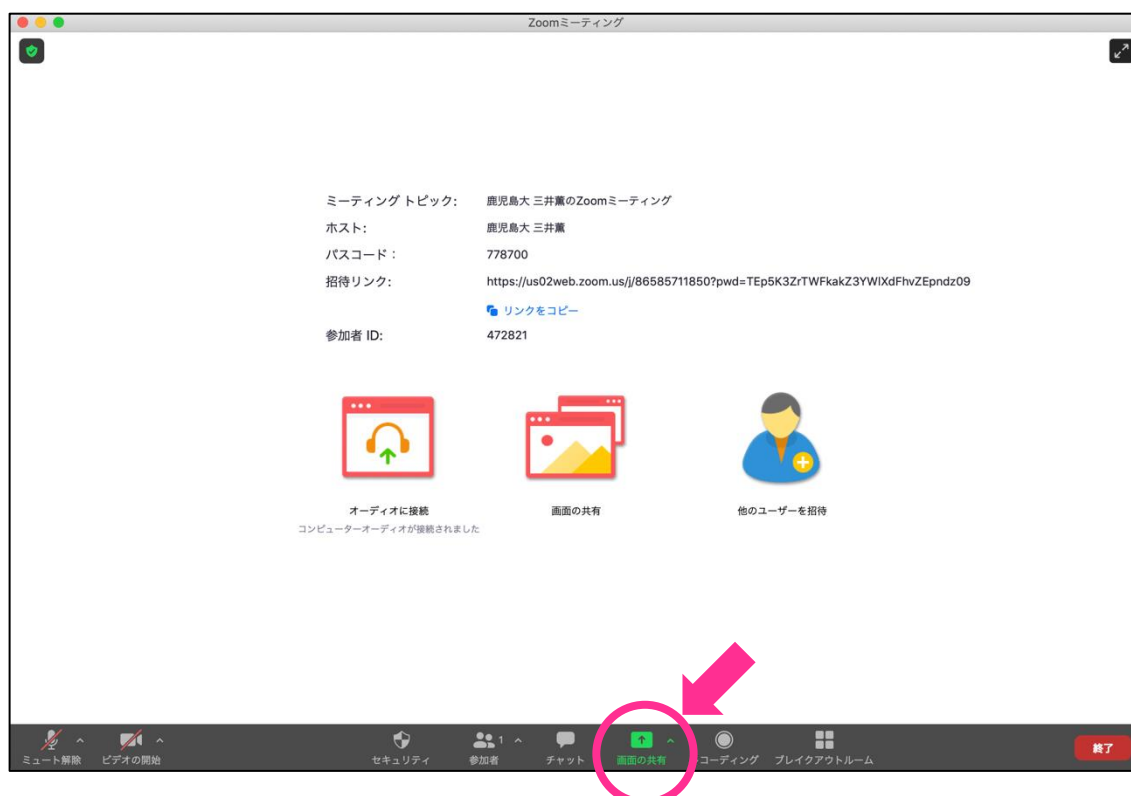 Zoomミーティング
ミーティング トピック: 鹿児島大 三井薫のZoomミーティング
ホスト: 鹿児島大 三井薫
パスコード： 778700
招待リンク: https://us02web.zoom.us/j/86585711850?pwd=TEp5K3ZrTWFkakZ3YWlXdFhvZEpndz09
リンクをコピー
参加者 ID: 472821
オーディオに接続 画面の共有 他のユーザーを招待
コンピューターオーディオが接続されました
ミュート解除 ビデオの開始 セキュリティ 参加者 1 チャット 画面の共有 コーディング ブレイクアウトルーム 終了